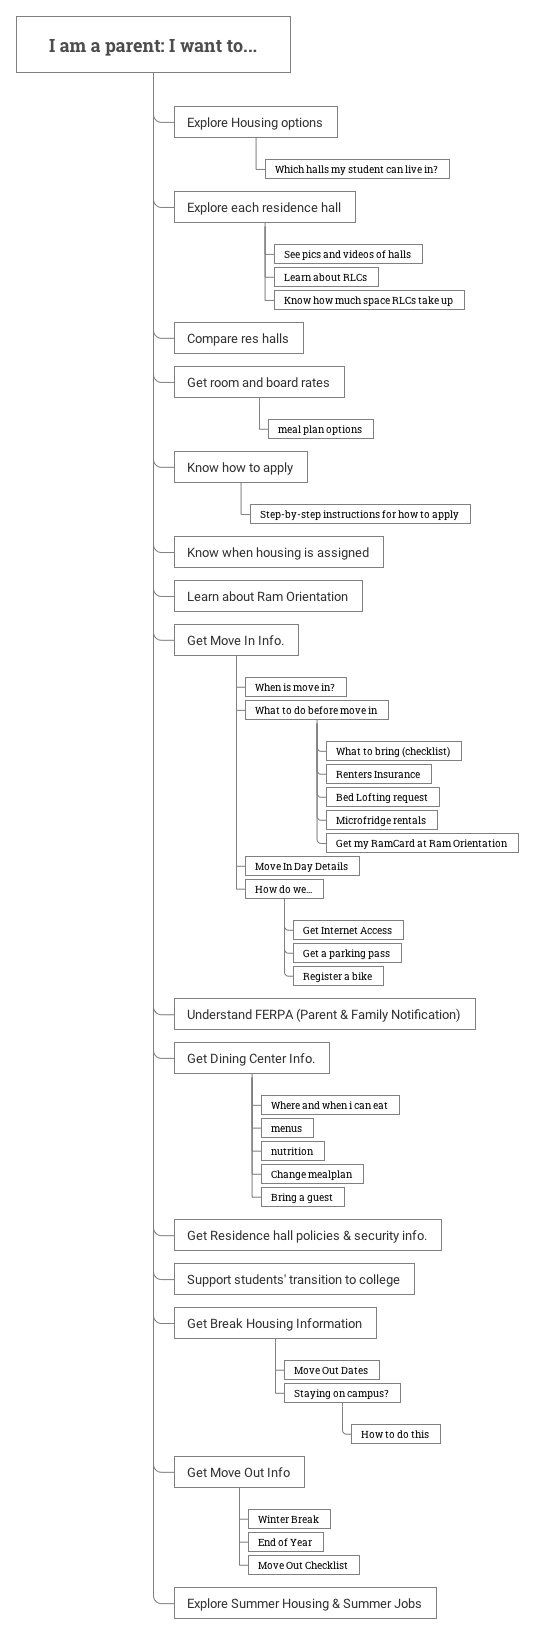 I am a parent: I want to...
Explore Housing options
Which halls my student can live in?
Explore each residence hall
See pics and videos of halls
Learn about RLCs
Know how much space RLCs take up
Compare res halls
Get room and board rates
meal plan options
Know how to apply
Step-by-step instructions for how to apply
Know when housing is assigned
Learn about Ram Orientation
Get Move In Info.
When is move in?
What to do before move in
What to bring (checklist)
Renters Insurance
Bed Lofting request
Microfridge rentals
Get my RamCard at Ram Orientation
Move In Day Details
How do we...
Get Internet Access
Get a parking pass
Register a bike
Understand FERPA (Parent & Family Notification)
Get Dining Center Info.
Where and when i can eat
menus
nutrition
Change mealplan
Bring a guest
Get Residence hall policies & security info.
Support students' transition to college
Get Break Housing Information
Move Out Dates
Staying on campus?
How to do this
Get Move Out Info
Winter Break
End of Year
Move Out Checklist
Explore Summer Housing & Summer Jobs